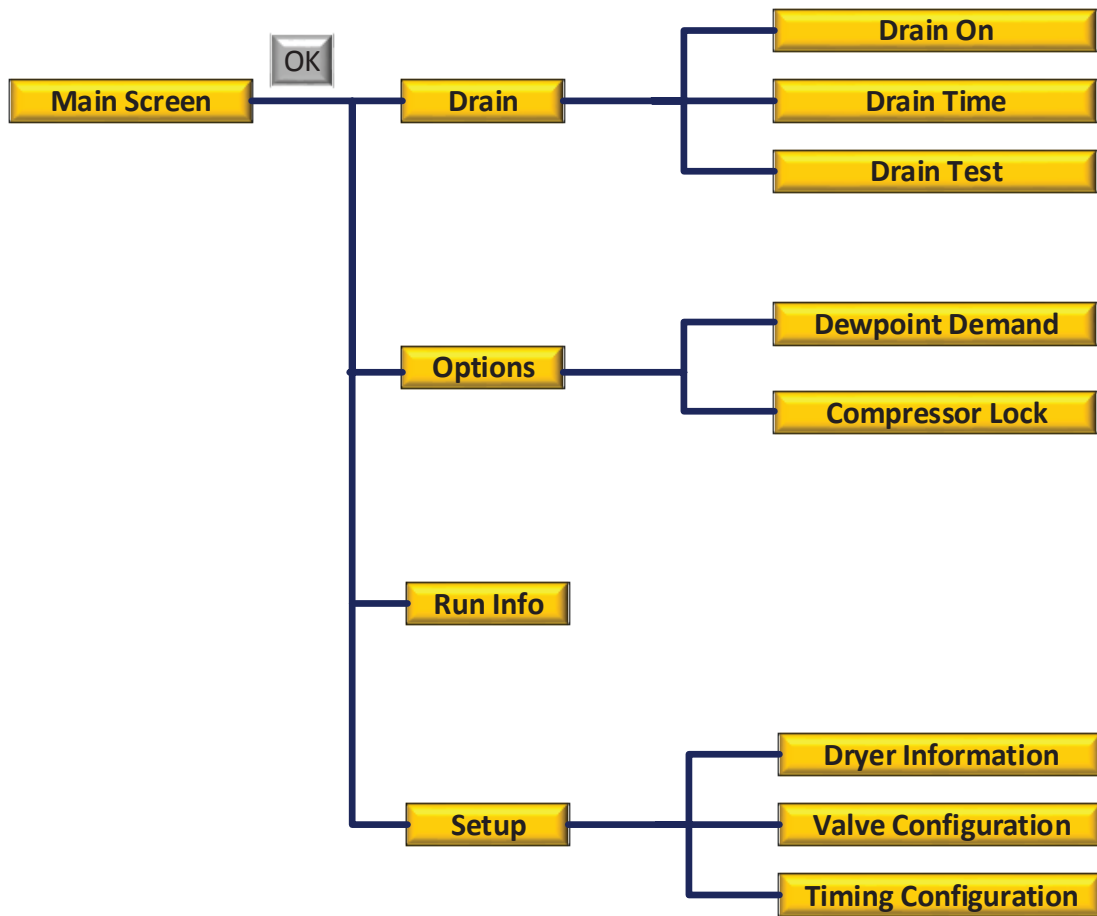 OK
Main Screen
Drain
Drain On
Drain Time
Drain Test
Options
Dewpoint Demand
Compressor Lock
Run Info
Setup
Dryer Information
Valve Configuration
Timing Configuration